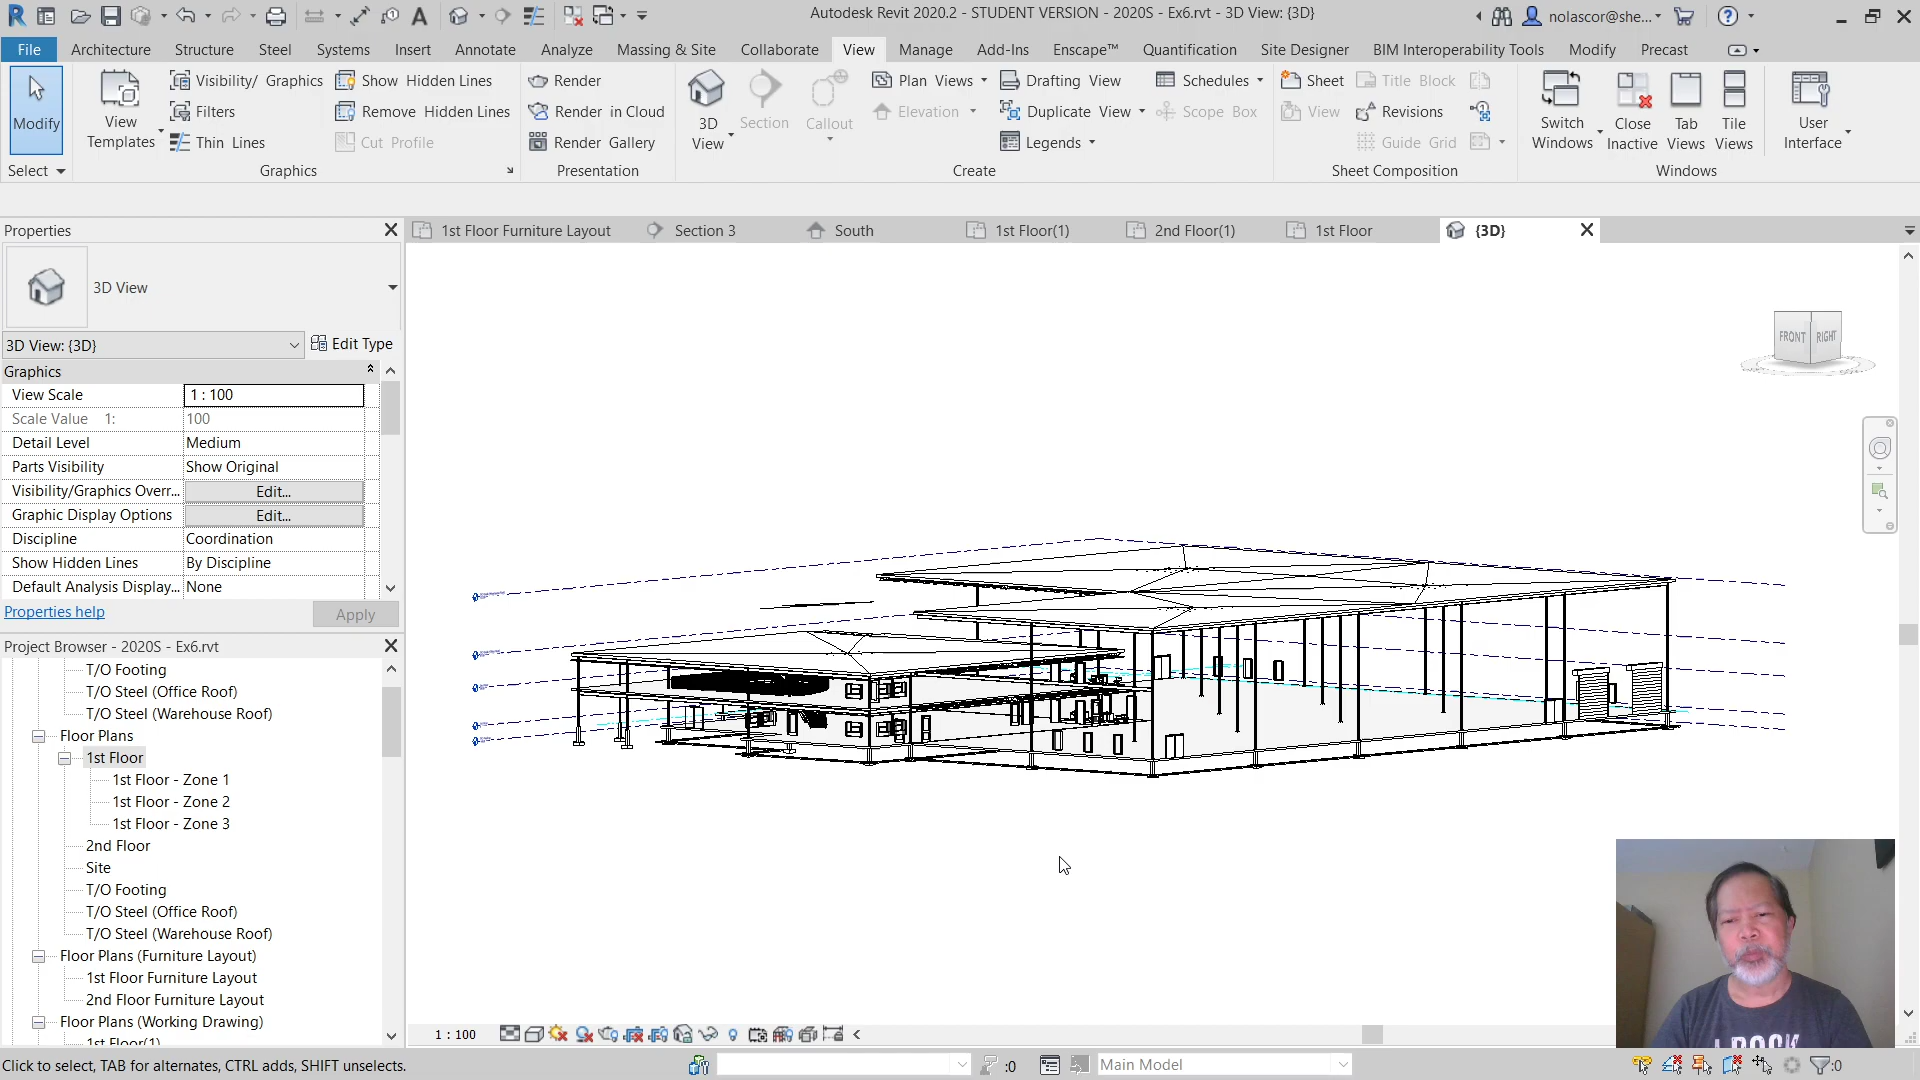 Autodesk Revit 2020.2 - STUDENT VERSION - 2020S - Ex6.rvt - 3D View: {3D}
nolascor@she...
File Architecture Structure Steel Systems Insert Annotate Analyze Massing & Site Collaborate View Manage Add-Ins Enscape™ Quantification Site Designer BIM Interoperability Tools Modify Precast
Modify
View
Templates
Visibility/ Graphics
Filters
Thin Lines
Show Hidden Lines
Remove Hidden Lines
Cut Profile
Render
Render in Cloud
Render Gallery
3D
View
Section
Callout
Plan Views
Elevation
Drafting View
Duplicate View
Legends
Schedules
Scope Box
Sheet
View
Title Block
Revisions
Guide Grid
Switch
Windows
Close
Inactive
Tab
Views
Tile
Views
User
Interface
Select Graphics Presentation Create Sheet Composition Windows
Properties
1st Floor Furniture Layout Section 3 South 1st Floor(1) 2nd Floor(1) 1st Floor {3D}
3D View
3D View: {3D} Edit Type
Graphics
View Scale 1 : 100
Scale Value 1: 100
Detail Level Medium
Parts Visibility Show Original
Visibility/Graphics Overr... Edit...
Graphic Display Options Edit...
Discipline Coordination
Show Hidden Lines By Discipline
Default Analysis Display... None
Properties help Apply
FRONT RIGHT
Project Browser - 2020S - Ex6.rvt
T/O Footing
T/O Steel (Office Roof)
T/O Steel (Warehouse Roof)
Floor Plans
1st Floor
1st Floor - Zone 1
1st Floor - Zone 2
1st Floor - Zone 3
2nd Floor
Site
T/O Footing
T/O Steel (Office Roof)
T/O Steel (Warehouse Roof)
Floor Plans (Furniture Layout)
1st Floor Furniture Layout
2nd Floor Furniture Layout
Floor Plans (Working Drawing)
1st Floor(1)
1 : 100
Click to select, TAB for alternates, CTRL adds, SHIFT unselects.
:0
Main Model
:0